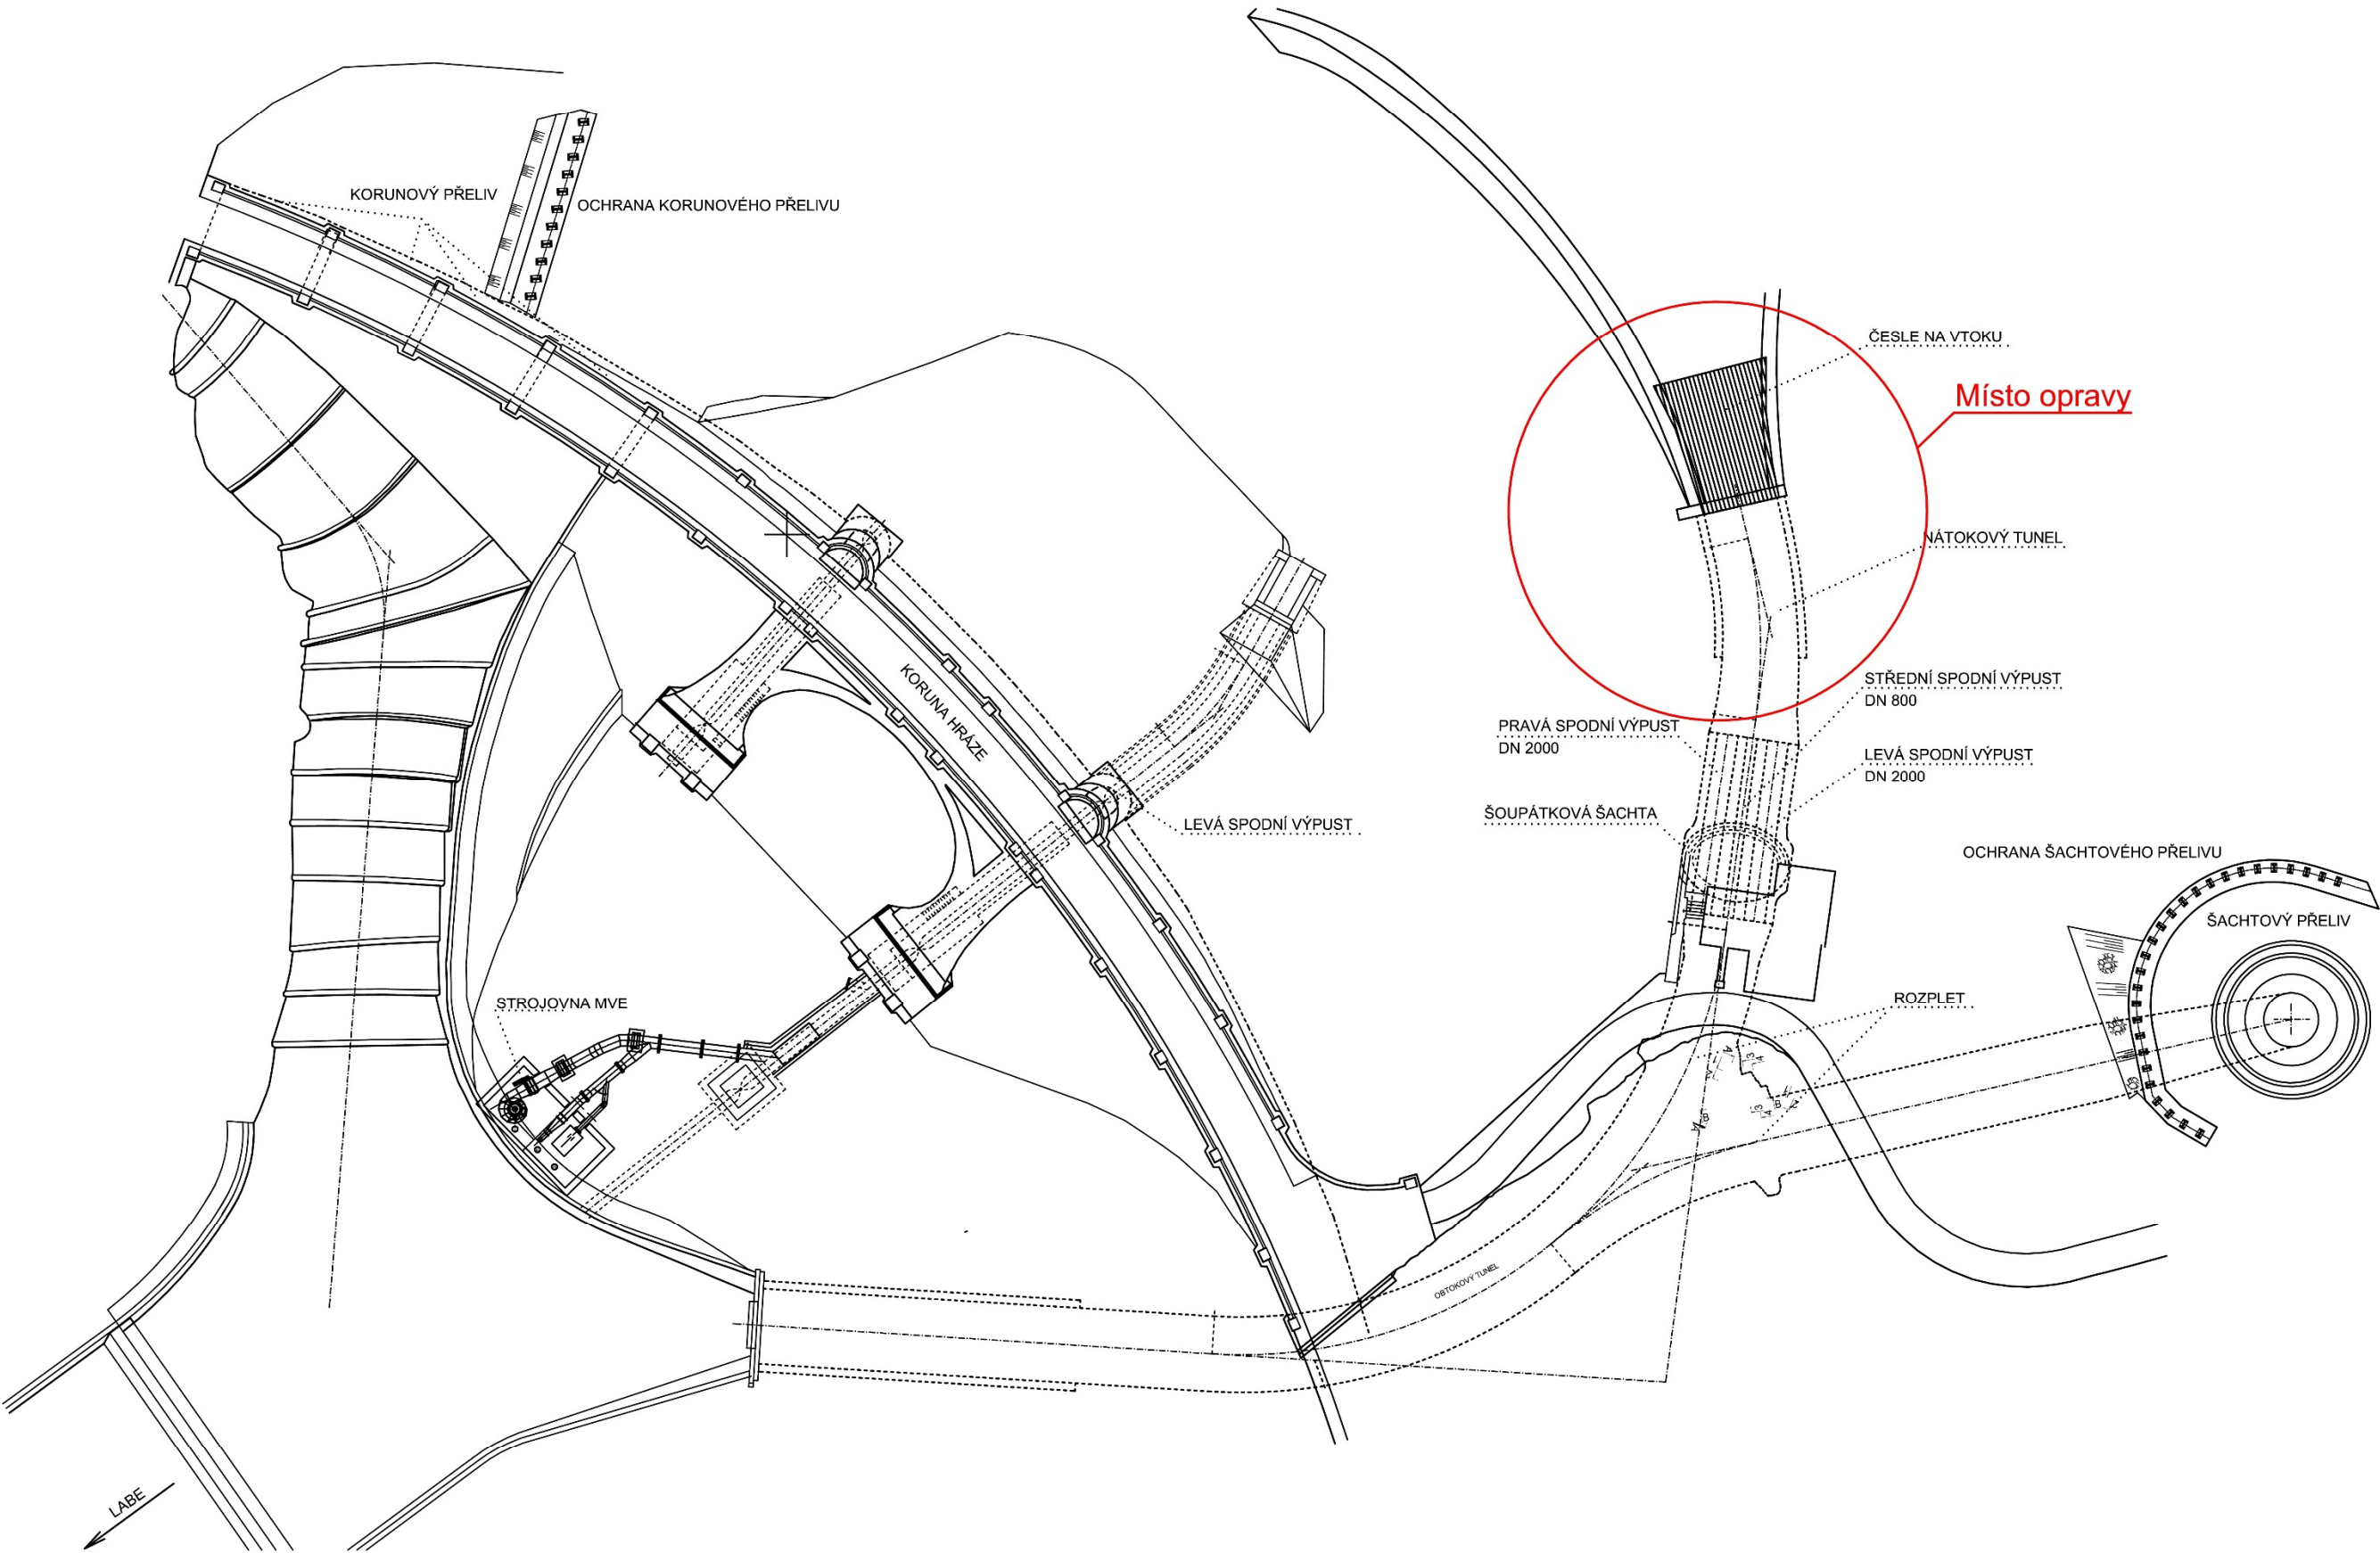 KORUNOVÝ PŘELIV
OCHRANA KORUNOVÉHO PŘELIVU
ČESLE NA VTOKU
Místo opravy
NÁTOKOVÝ TUNEL
STŘEDNÍ SPODNÍ VÝPUST
DN 800
PRAVÁ SPODNÍ VÝPUST
DN 2000
LEVÁ SPODNÍ VÝPUST
DN 2000
KORUNA HRÁZE
ŠOUPÁTKOVÁ ŠACHTA
LEVÁ SPODNÍ VÝPUST
OCHRANA ŠACHTOVÉHO PŘELIVU
ŠACHTOVÝ PŘELIV
STROJOVNA MVE
ROZPLET
OBTOKOVÝ TUNEL
LABE